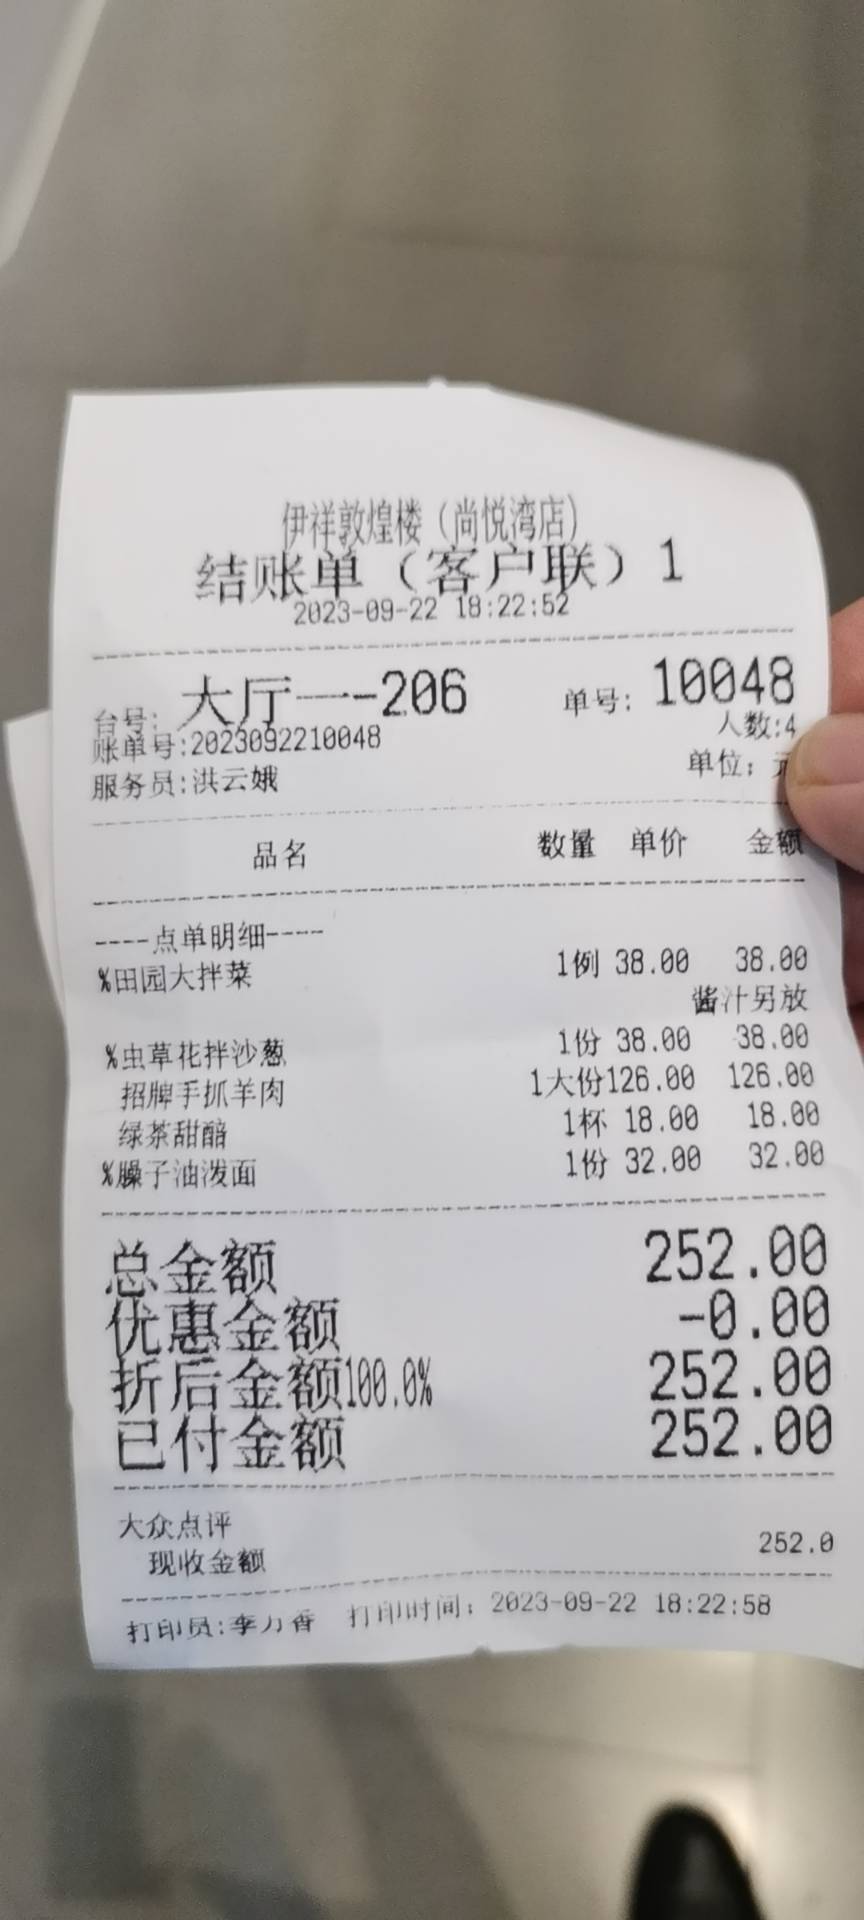 伊祥敦煌楼（尚悦湾店）
结账单（客户联）1
2023-09-22 18:22:52
台号: 大厅一-206 单号: 10048
账单号:2023092210048 人数:4
服务员:洪云娥 单位: 元
品名 数量 单价 金额
----点单明细----
%田园大拌菜 1例 38.00 38.00
酱汁另放
%虫草花拌沙葱 1份 38.00 38.00
招牌手抓羊肉 1大份126.00 126.00
绿茶甜醅 1杯 18.00 18.00
%臊子油泼面 1份 32.00 32.00
总金额 252.00
优惠金额 -0.00
折后金额100.0% 252.00
已付金额 252.00
大众点评
现收金额 252.0
打印员:李万香 打印时间: 2023-09-22 18:22:58